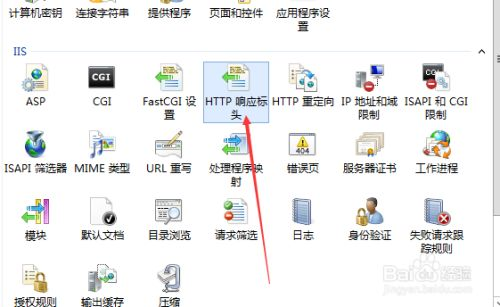 计算机密钥 连接字符串 提供程序 页面和控件 应用程序设
置
IIS
ASP CGI FastCGI 设 HTTP 响应标 HTTP 重定向 IP 地址和域 ISAPI 和 CGI
置 头 限制 限制
ISAPI 筛选器 MIME 类型 URL 重写 处理程序映 错误页 服务器证书 工作进程
射
模块 默认文档 目录浏览 请求筛选 日志 身份验证 失败请求跟
踪规则
授权规则 输出缓存 压缩
CGI
404
Baidu 经验
jingyan.baidu.com